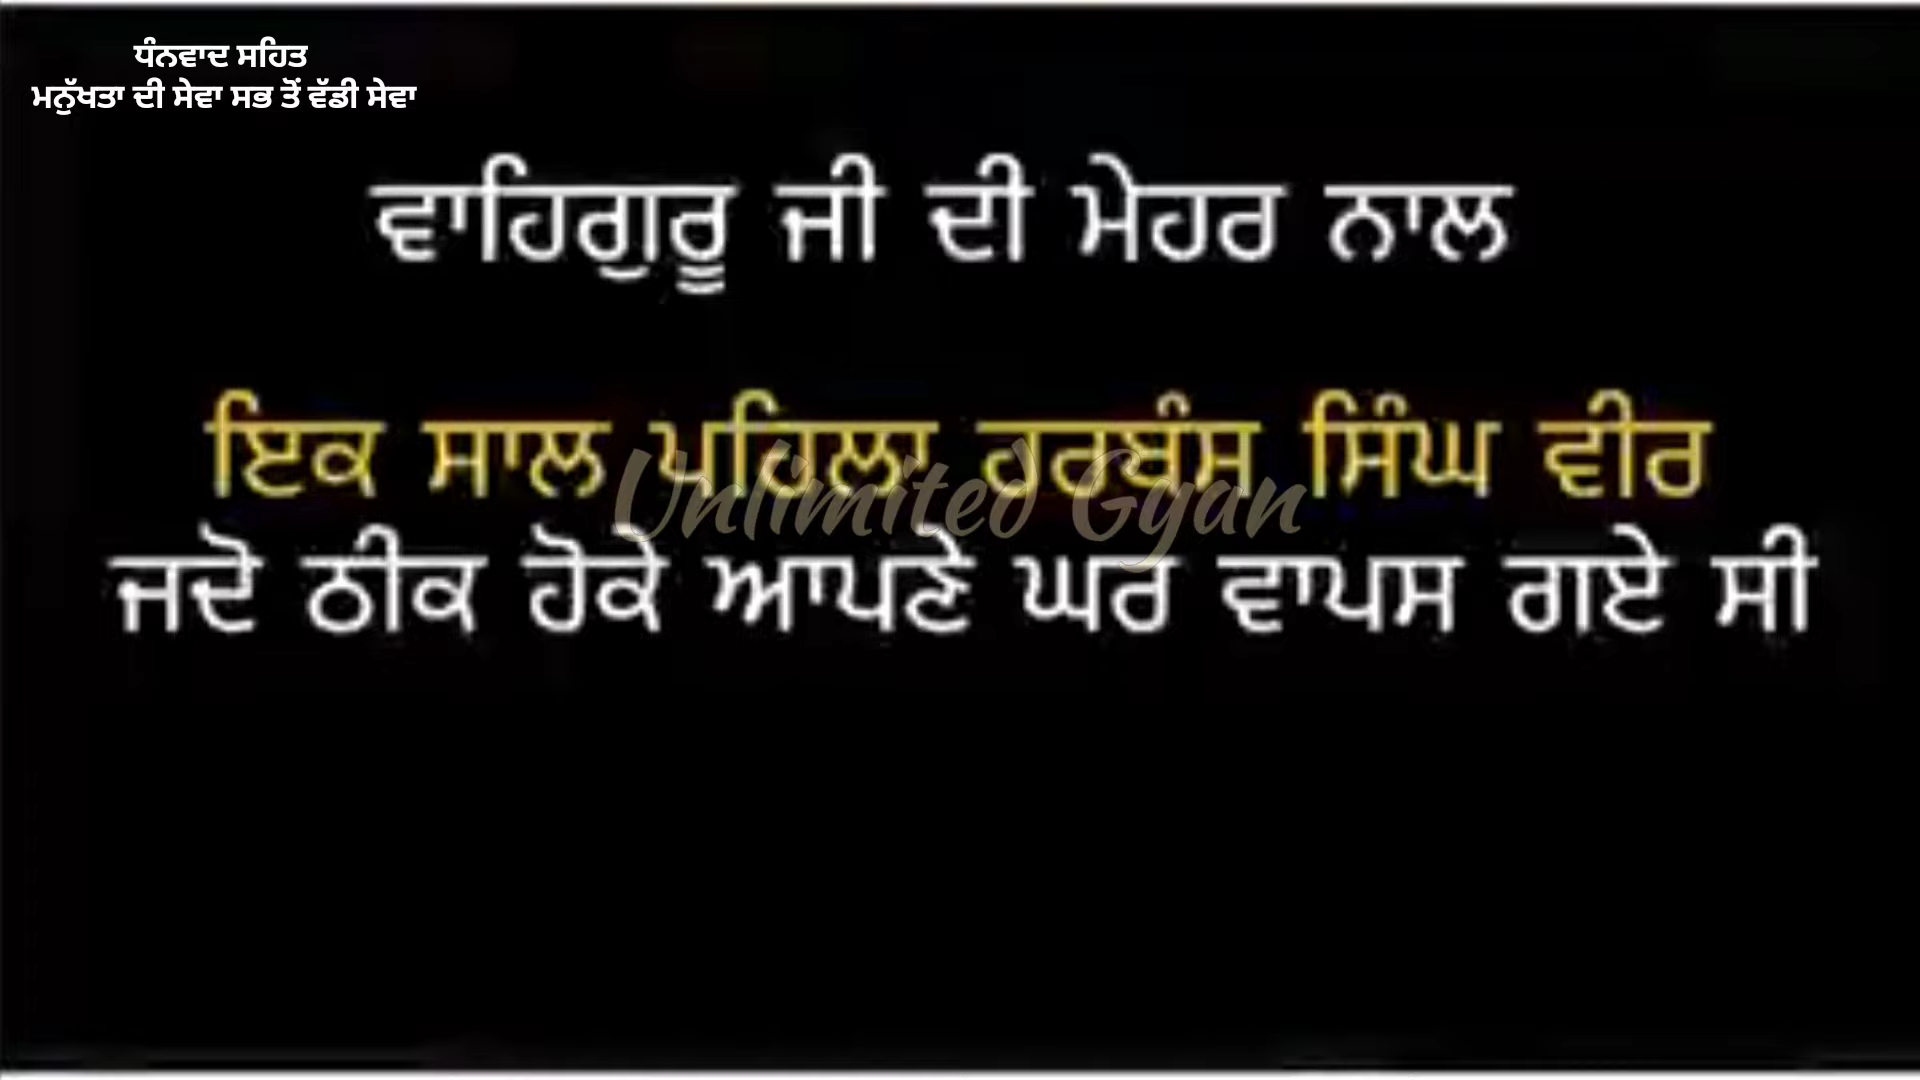 ਧੰਨਵਾਦ ਸਹਿਤ
ਮਨੁੱਖਤਾ ਦੀ ਸੇਵਾ ਸਭ ਤੋਂ ਵੱਡੀ ਸੇਵਾ
ਵਾਹਿਗੁਰੂ ਜੀ ਦੀ ਮੇਹਰ ਨਾਲ
ਇਕ ਸਾਲ ਪਹਿਲਾ ਹਰਬੰਸ ਸਿੰਘ ਵੀਰ
Unlimited Gyan
ਜਦੋ ਠੀਕ ਹੋਕੇ ਆਪਣੇ ਘਰ ਵਾਪਸ ਗਏ ਸੀ